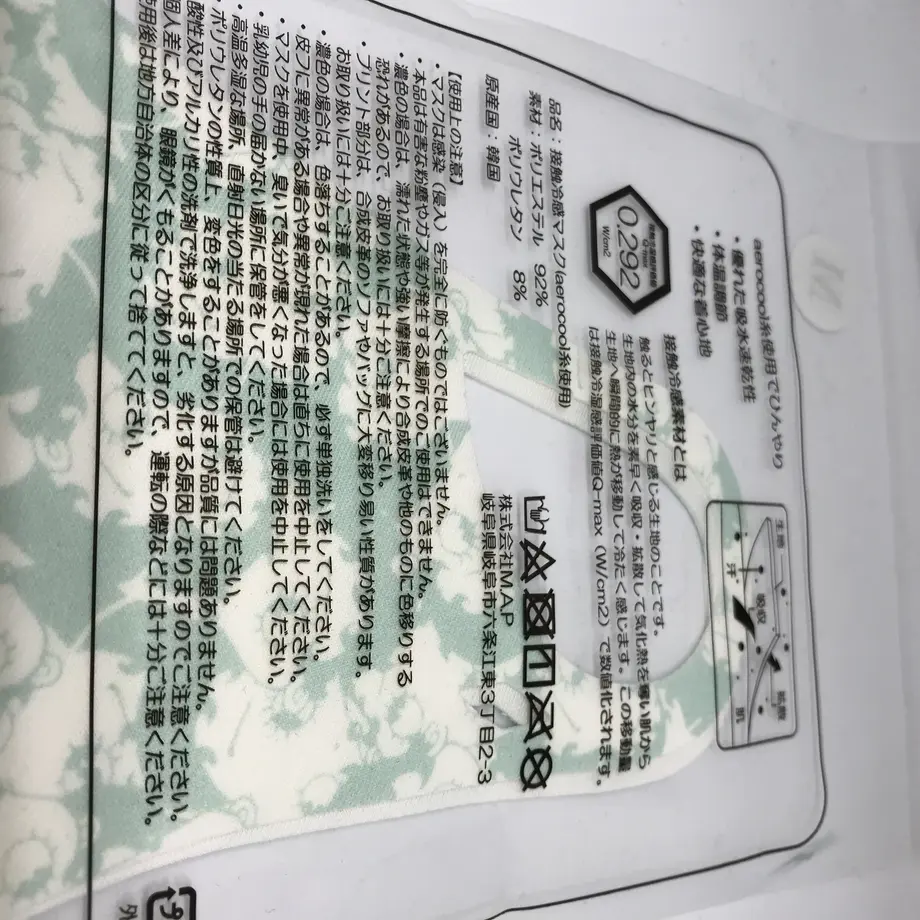 aerocool糸使用でひんやり
・優れた吸水速乾性
・体温調節
・快適な着心地
生地
汗
吸収
拡散
肌
0.292
W/cm2
接触冷感素材とは
触るとヒンヤリと感じる生地のことです。
生地内の水分を素早く吸収・拡散して気化熱を奪い肌から
生地へ瞬間的に熱が移動して冷たく感じます。この移動量
は接触冷温感評価値Q-max（W/cm2）で数値化されます。
品名：接触冷感マスク(aerocool糸使用)
素材：ポリエステル 92%
ポリウレタン 8%
原産国：韓国
株式会社MAP
岐阜県岐阜市六条江東3丁目2-3
【使用上の注意】
・マスクは感染（侵入）を完全に防ぐものではございません。
・本品は有害な粉塵やガス等が発生する場所でのご使用はできません。
・濃色の場合は、濡れた状態や強い摩擦により合成皮革や他のものに色移りする
恐れがあるので、お取り扱いには十分ご注意ください。
・プリント部分は、合成皮革のソファやバッグに大変移り易い性質があります。
お取り扱いには十分ご注意ください。
・濃色の場合は、色落ちすることがあるので、必ず単独洗いをしてください。
・皮フに異常がある場合や異常が現れた場合は直ちに使用を中止してください。
・マスクを使用中、臭いで気分が悪くなった場合には使用を中止してください。
・乳幼児の手の届かない場所に保管をしてください。
・高温多湿な場所、直射日光の当たる場所での保管は避けてください。
・ポリウレタンの性質上、変色をすることがありますが品質には問題ありません。
酸性及びアルカリ性の洗剤で洗浄しますと、劣化する原因となりますのでご注意ください。
個人差により、眼鏡がくもることがありますので、運転の際などには十分ご注意ください。
用後は地方自治体の区分に従って捨ててください。
プ
外